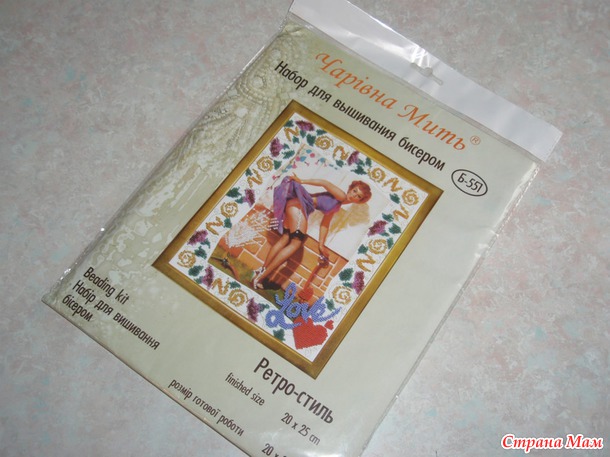 Чарівна Мить®
Набор для вышивания бисером
Б-551
Love
Beading kit
Набір для вишивання
бісером
Ретро-стиль
finished size 20 x 25 cm
розмір готової роботи 20 x
Страна Мам